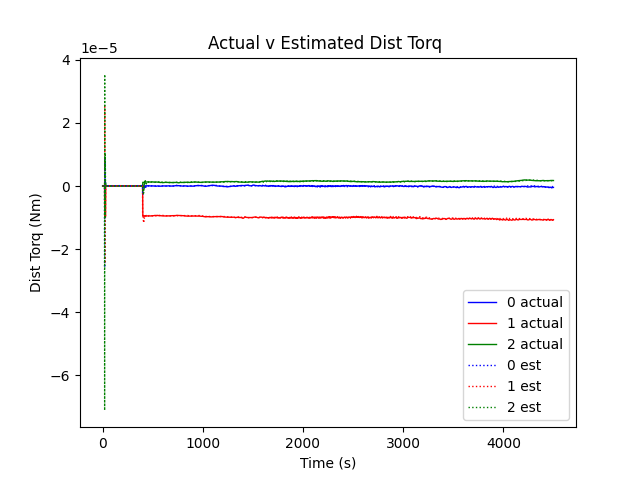 Actual v Estimated Dist Torq
1e−5
4
2
0
−2
−4
−6
Dist Torq (Nm)
0 actual
1 actual
2 actual
0 est
1 est
2 est
0 1000 2000 3000 4000
Time (s)